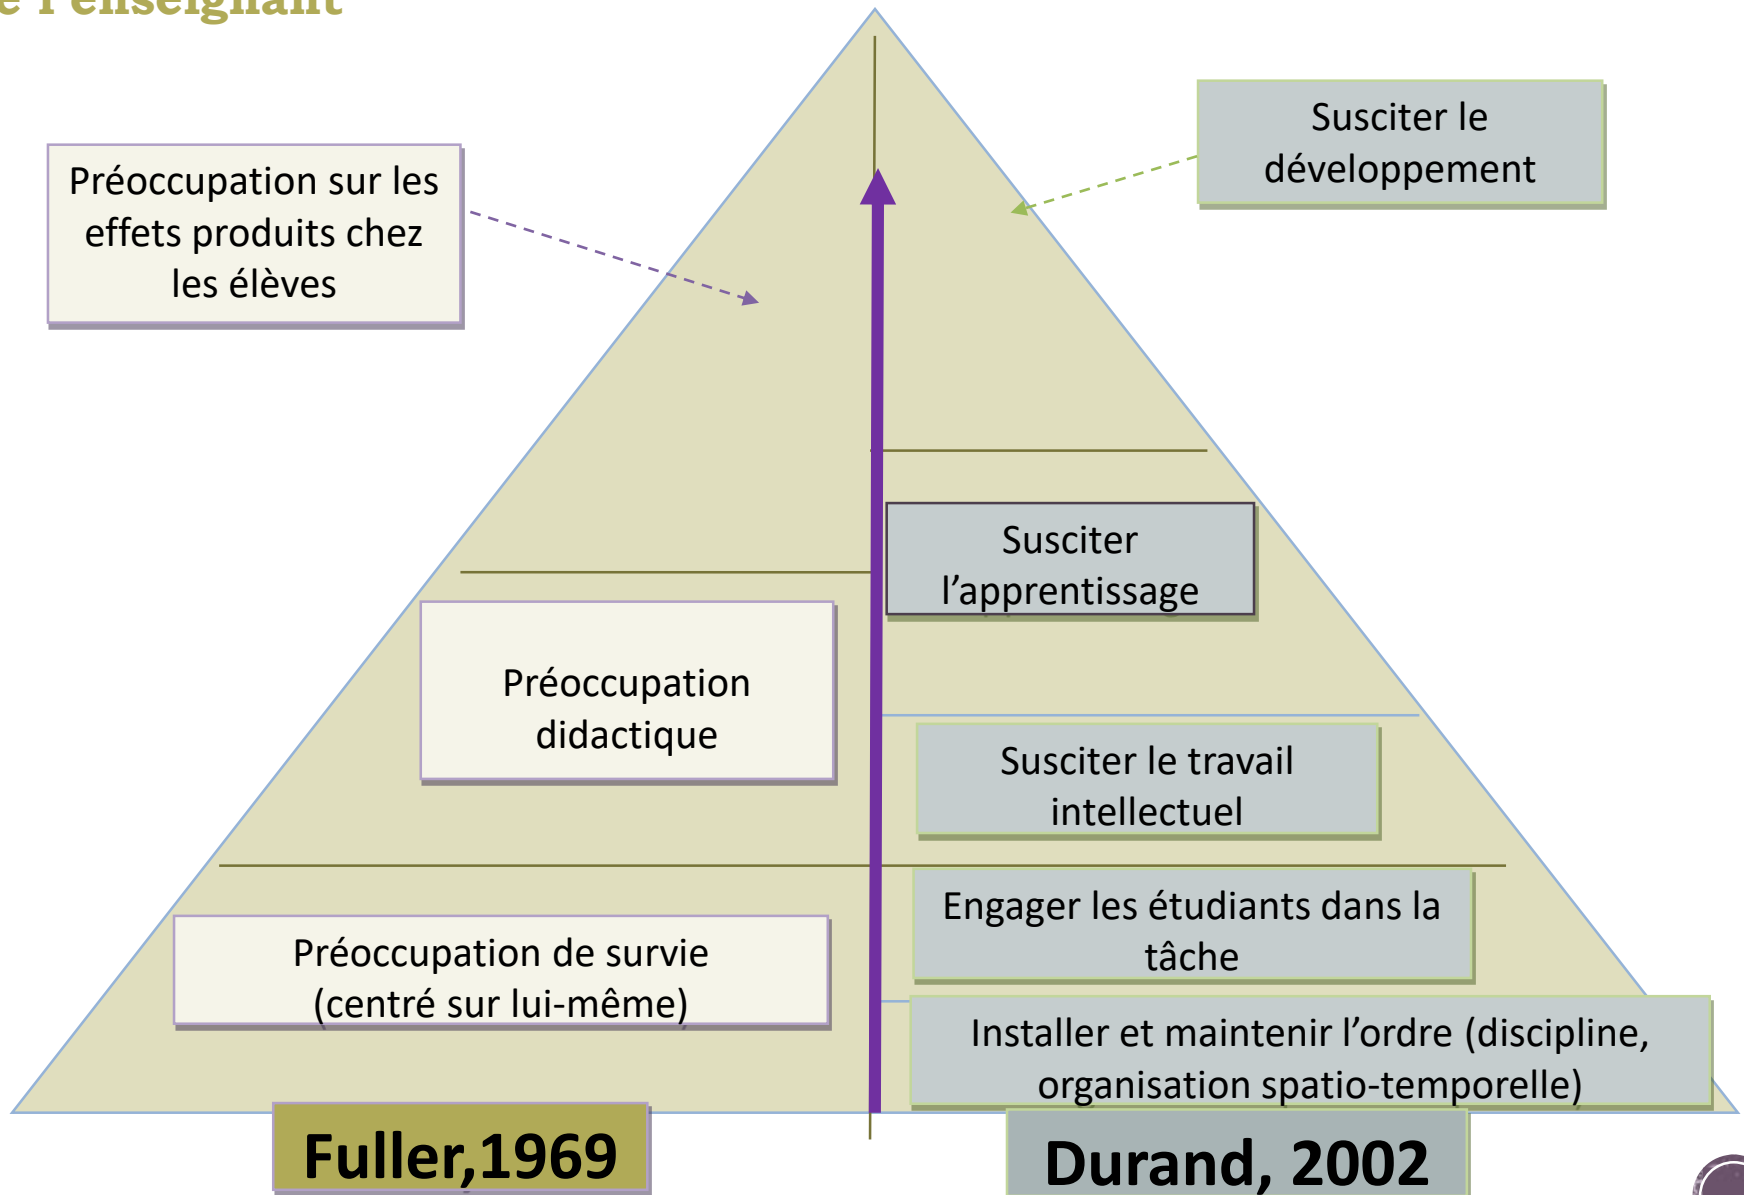 e l'enseignant
Susciter le
développement
Préoccupation sur les
effets produits chez
les élèves
Susciter
l’apprentissage
Préoccupation
didactique
Susciter le travail
intellectuel
Engager les étudiants dans la
tâche
Préoccupation de survie
(centré sur lui-même)
Installer et maintenir l’ordre (discipline,
organisation spatio-temporelle)
Fuller,1969
Durand, 2002